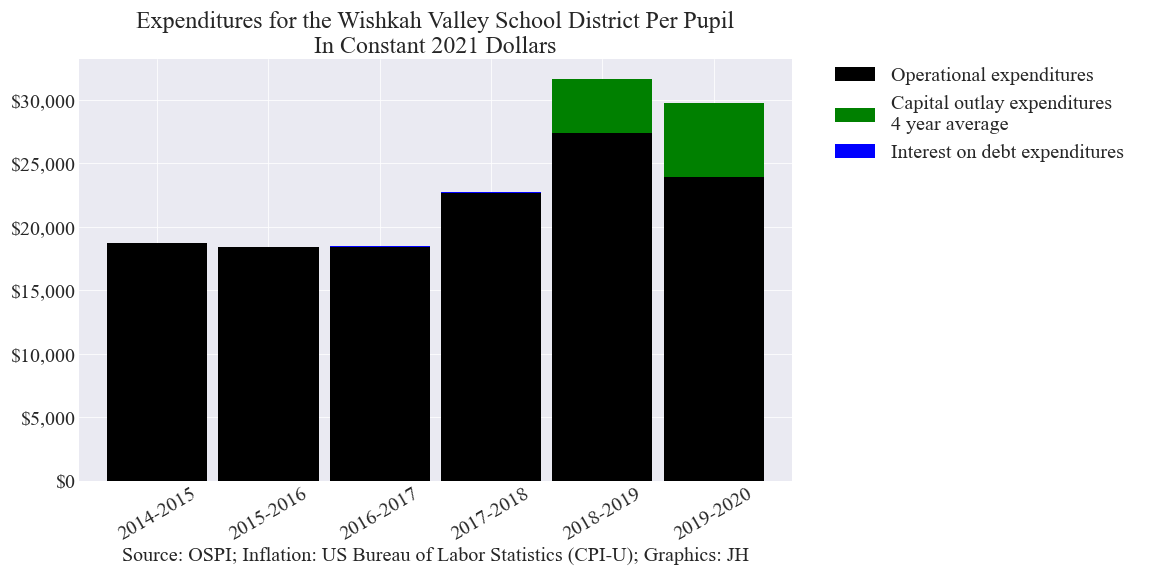 Expenditures for the Wishkah Valley School District Per Pupil
In Constant 2021 Dollars
$30,000
$25,000
$20,000
$15,000
$10,000
$5,000
$0
2014-2015
2015-2016
2016-2017
2017-2018
2018-2019
2019-2020
Source: OSPI; Inflation: US Bureau of Labor Statistics (CPI-U); Graphics: JH
Operational expenditures
Capital outlay expenditures
4 year average
Interest on debt expenditures